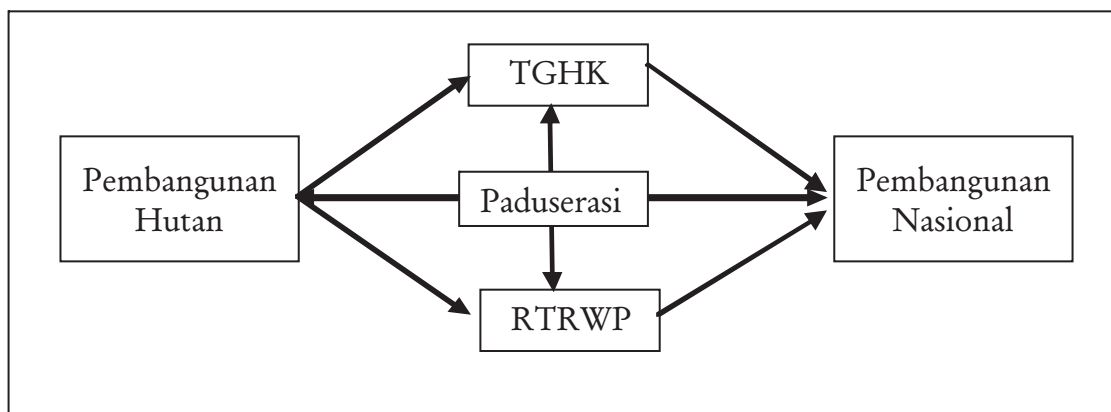 TGHK
Pembangunan
Hutan
Paduserasi
Pembangunan
Nasional
RTRWP